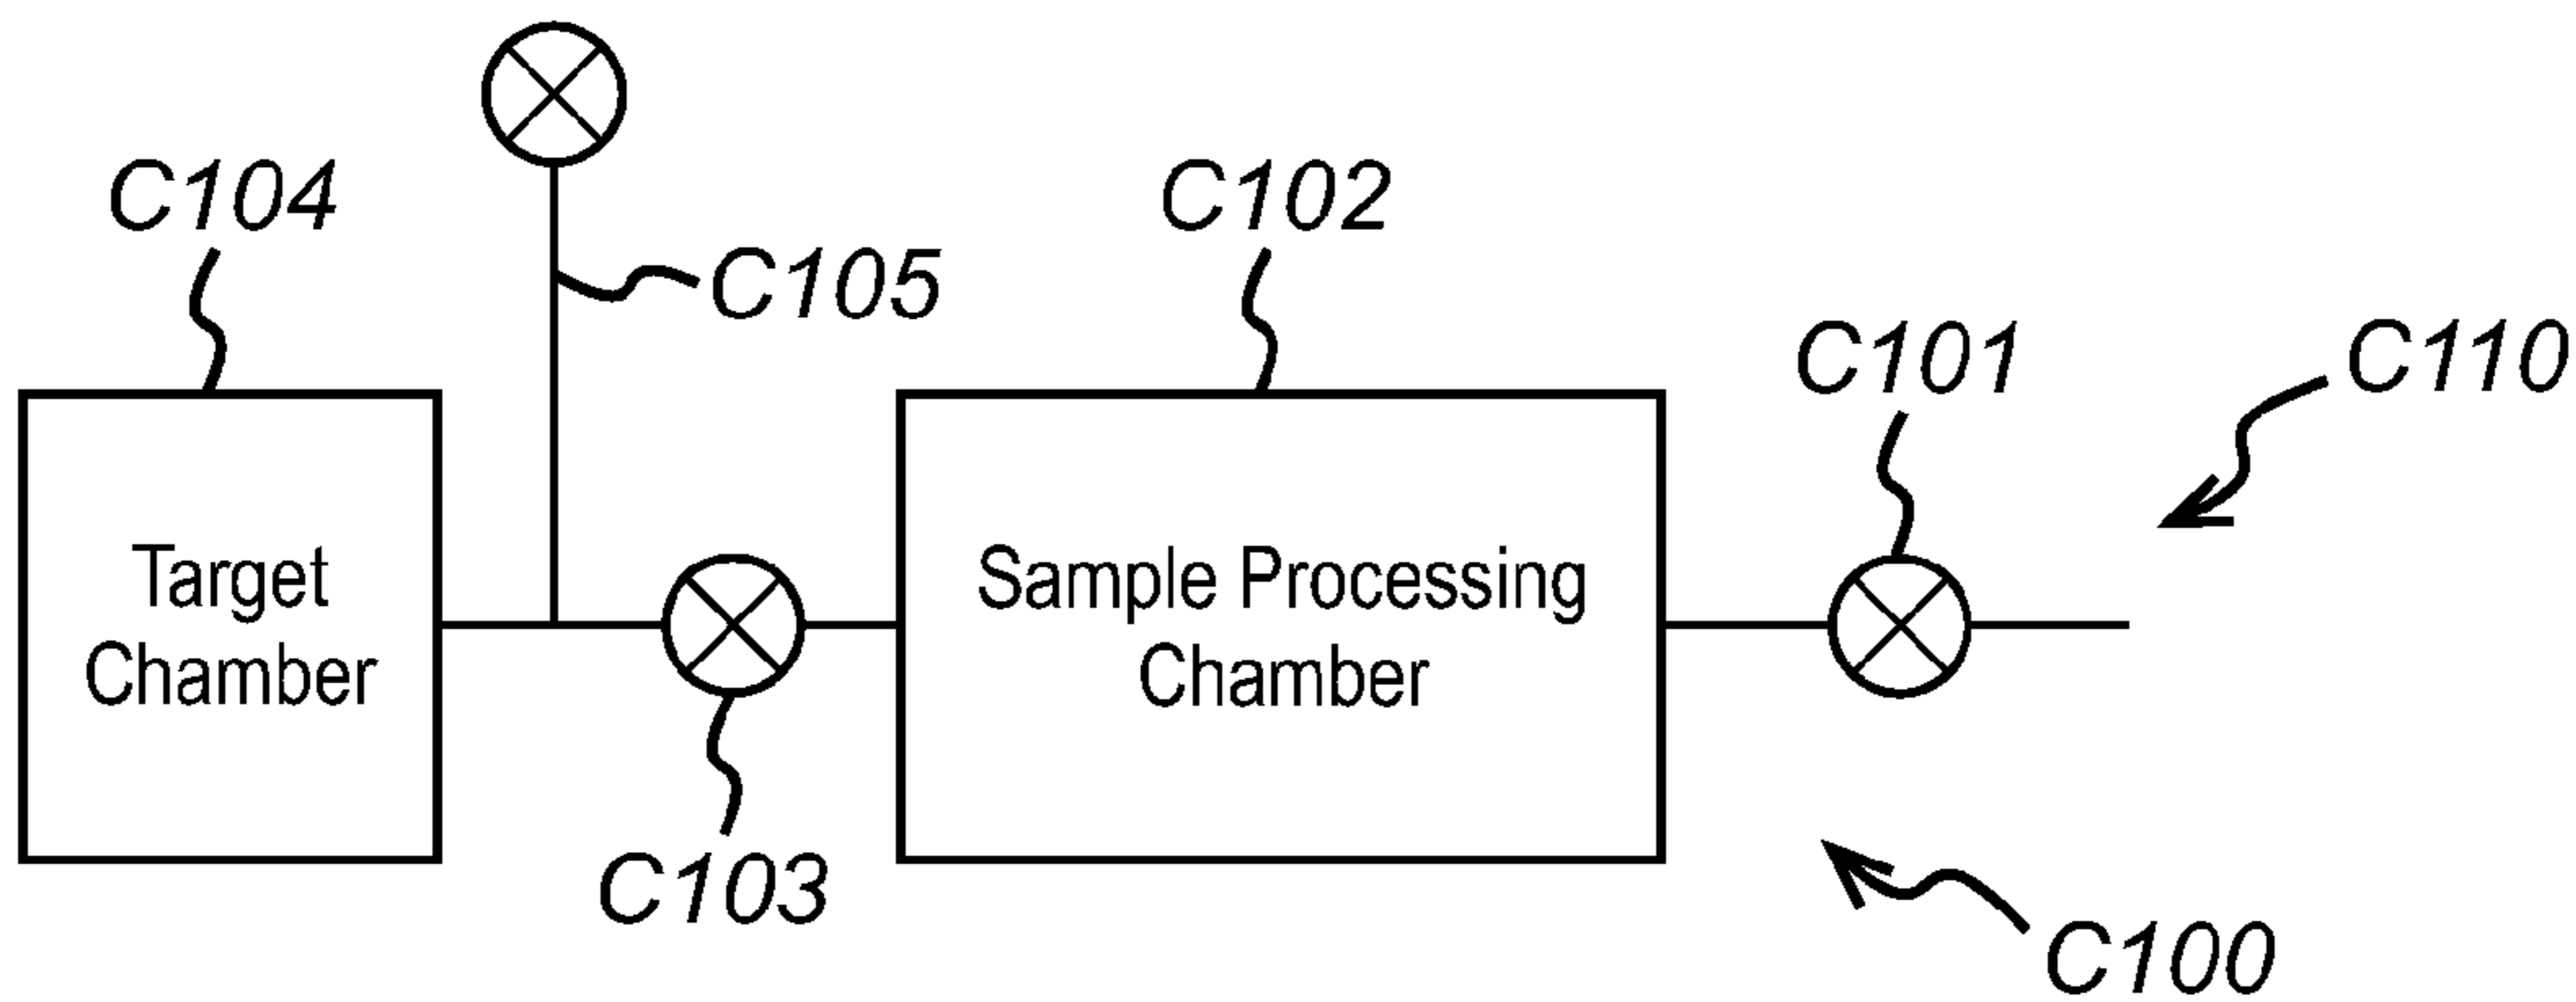 C104
C102
C105
C101
C110
Target
Chamber
Sample Processing
Chamber
C103
C100